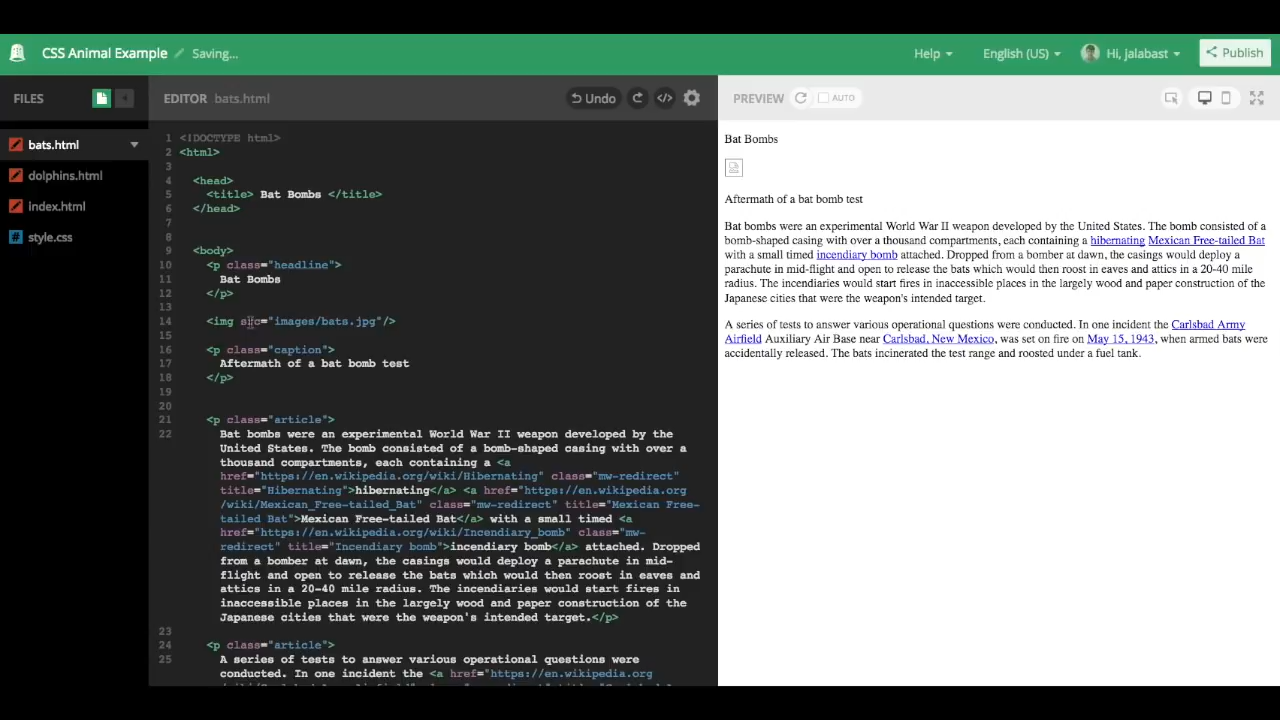 CSS Animal Example Saving...
Help English (US) Hi, jalabast Publish
FILES
bats.html
dolphins.html
index.html
style.css
EDITOR bats.html Undo </>
1 <!DOCTYPE html>
2 <html>
3
4 <head>
5 <title> Bat Bombs </title>
6 </head>
7
8
9 <body>
10 <p class="headline">
11 Bat Bombs
12 </p>
13
14 <img src="images/bats.jpg"/>
15
16 <p class="caption">
17 Aftermath of a bat bomb test
18 </p>
19
20
21 <p class="article">
22 Bat bombs were an experimental World War II weapon developed by the
United States. The bomb consisted of a bomb-shaped casing with over a
thousand compartments, each containing a <a
href="https://en.wikipedia.org/wiki/Hibernating" class="mw-redirect"
title="Hibernating">hibernating</a> <a href="https://en.wikipedia.org
/wiki/Mexican_Free-tailed_Bat" class="mw-redirect" title="Mexican Free-
tailed Bat">Mexican Free-tailed Bat</a> with a small timed <a
href="https://en.wikipedia.org/wiki/Incendiary_bomb" class="mw-
redirect" title="Incendiary bomb">incendiary bomb</a> attached. Dropped
from a bomber at dawn, the casings would deploy a parachute in mid-
flight and open to release the bats which would then roost in eaves and
attics in a 20-40 mile radius. The incendiaries would start fires in
inaccessible places in the largely wood and paper construction of the
Japanese cities that were the weapon's intended target.</p>
23
24 <p class="article">
25 A series of tests to answer various operational questions were
conducted. In one incident the <a href="https://en.wikipedia.org
PREVIEW AUTO
Bat Bombs
Aftermath of a bat bomb test
Bat bombs were an experimental World War II weapon developed by the United States. The bomb consisted of a
bomb-shaped casing with over a thousand compartments, each containing a hibernating Mexican Free-tailed Bat
with a small timed incendiary bomb attached. Dropped from a bomber at dawn, the casings would deploy a
parachute in mid-flight and open to release the bats which would then roost in eaves and attics in a 20-40 mile
radius. The incendiaries would start fires in inaccessible places in the largely wood and paper construction of the
Japanese cities that were the weapon's intended target.
A series of tests to answer various operational questions were conducted. In one incident the Carlsbad Army
Airfield Auxiliary Air Base near Carlsbad, New Mexico, was set on fire on May 15, 1943, when armed bats were
accidentally released. The bats incinerated the test range and roosted under a fuel tank.